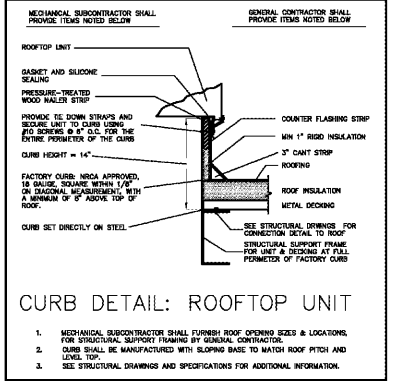 MECHANICAL SUBCONTRACTOR SHALL
PROVIDE ITEMS NOTED BELOW
GENERAL CONTRACTOR SHALL
PROVIDE ITEMS NOTED BELOW
ROOFTOP UNIT
GASKET AND SILICONE
SEALING
PRESSURE-TREATED
WOOD NAILER STRIP
PROVIDE TIE DOWN STRAPS AND
SECURE UNIT TO CURB USING
#10 SCREWS @ 6" O.C. FOR THE
ENTIRE PERIMETER OF THE CURB
CURB HEIGHT = 14"
FACTORY CURB: NRCA APPROVED,
18 GAUGE, SQUARE WITHIN 1/8"
ON DIAGONAL MEASUREMENT, WITH
A MINIMUM OF 8" ABOVE TOP OF
ROOF.
CURB SET DIRECTLY ON STEEL
COUNTER FLASHING STRIP
MIN 1" RIGID INSULATION
3" CANT STRIP
ROOFING
ROOF INSULATION
METAL DECKING
SEE STRUCTURAL DRWINGS FOR
CONNECTION DETAIL TO ROOF
STRUCTURAL SUPPORT FRAME
FOR UNIT & DECKING AT FULL
PERIMETER OF FACTORY CURB
CURB DETAIL: ROOFTOP UNIT
1. MECHANICAL SUBCONTRACTOR SHALL FURNISH ROOF OPENING SIZES & LOCATIONS,
FOR STRUCTURAL SUPPORT FRAMING BY GENERAL CONTRACTOR.
2. CURB SHALL BE MANUFACTURED WITH SLOPING BASE TO MATCH ROOF PITCH AND
LEVEL TOP.
3. SEE STRUCTURAL DRAWINGS AND SPECIFICATIONS FOR ADDITIONAL INFORMATION.